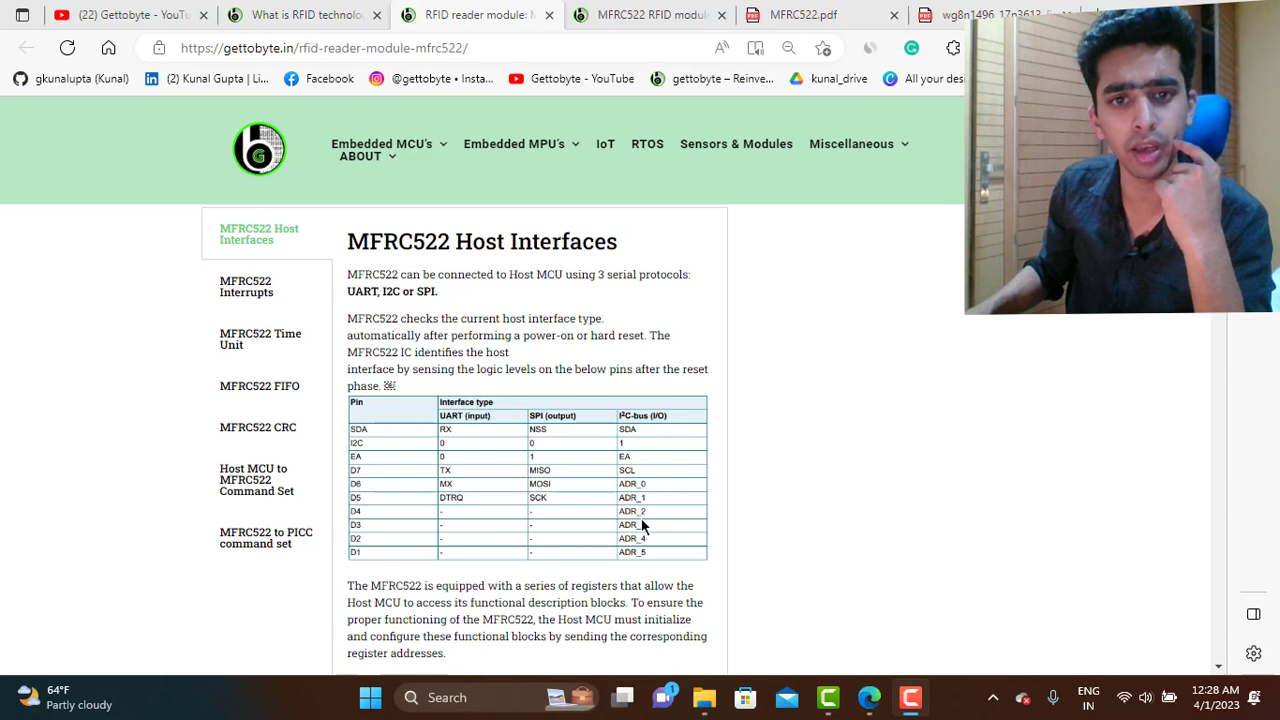 (22) Gettobyte - YouTube
What is RFID technolo
RFID reader module: M
MFRC522 RFID modul
MFRC522.pdf
https://gettobyte.in/rfid-reader-module-mfrc522/
gkunalupta (Kunal)
(2) Kunal Gupta | Li...
Facebook
@gettobyte • Insta...
Gettobyte - YouTube
gettobyte – Reinve...
kunal_drive
All your des
Embedded MCU's
Embedded MPU's
IoT
RTOS
Sensors & Modules
Miscellaneous
ABOUT
G
MFRC522 Host
Interfaces
MFRC522
Interrupts
MFRC522 Time
Unit
MFRC522 FIFO
MFRC522 CRC
Host MCU to
MFRC522
Command Set
MFRC522 to PICC
command set
MFRC522 Host Interfaces
MFRC522 can be connected to Host MCU using 3 serial protocols:
UART, I2C or SPI.
MFRC522 checks the current host interface type.
automatically after performing a power-on or hard reset. The
MFRC522 IC identifies the host
interface by sensing the logic levels on the below pins after the reset
phase.
Pin Interface type
UART (input) SPI (output) I²C-bus (I/O)
SDA RX NSS SDA
I2C 0 0 1
EA 0 1 EA
D7 TX MISO SCL
D6 MX MOSI ADR_0
D5 DTRQ SCK ADR_1
D4 - - ADR_2
D3 - - ADR_
D2 - - ADR_4
D1 - - ADR_5
The MFRC522 is equipped with a series of registers that allow the
Host MCU to access its functional description blocks. To ensure the
proper functioning of the MFRC522, the Host MCU must initialize
and configure these functional blocks by sending the corresponding
register addresses.
64°F
Partly cloudy
Search
1
ENG
IN
12:28 AM
4/1/2023